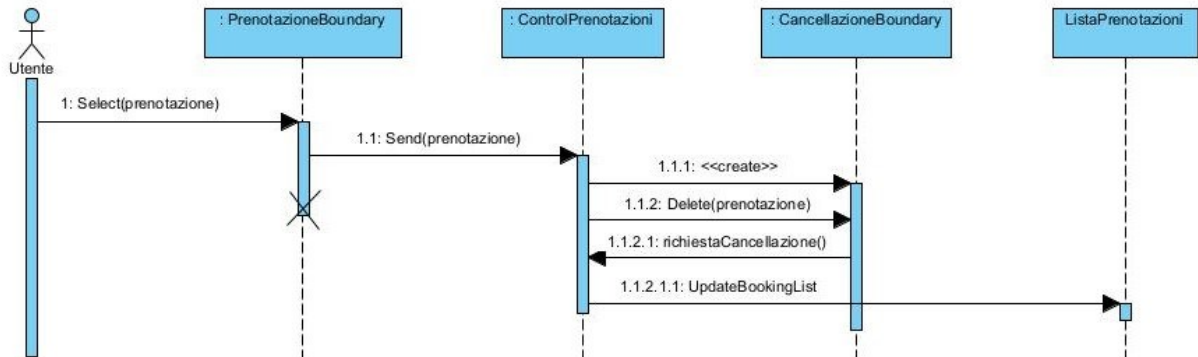 : PrenotazioneBoundary
: ControlPrenotazioni
: CancellazioneBoundary
ListaPrenotazioni
Utente
1: Select(prenotazione)
1.1: Send(prenotazione)
1.1.1: <<create>>
1.1.2: Delete(prenotazione)
1.1.2.1: richiestaCancellazione()
1.1.2.1.1: UpdateBookingList